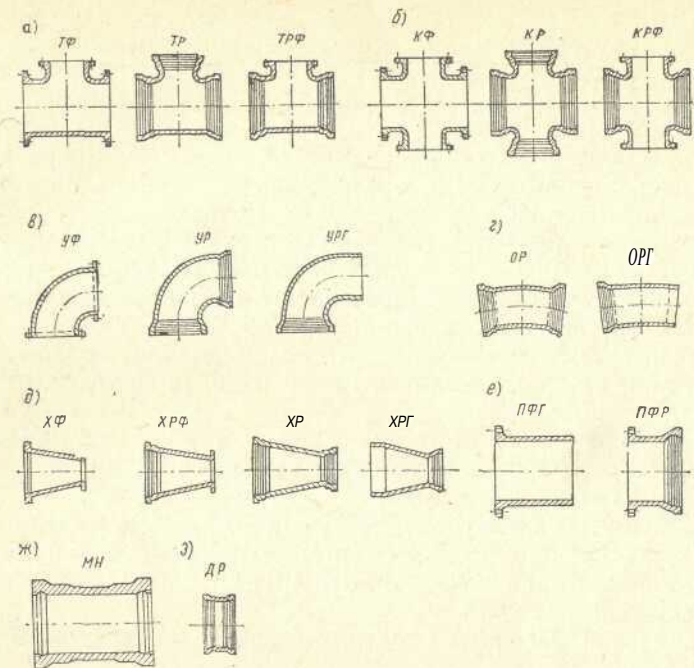 а)
ТФ ТР ТРФ
б)
КФ КР КРФ
в)
УФ УР УРГ
г)
ОР ОРГ
д)
ХФ ХРФ ХР ХРГ
е)
ПФГ ПФР
ж)
МН
з)
ДР